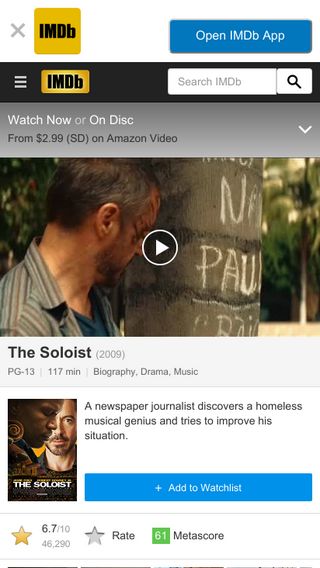 IMDb
Open IMDb App
IMDb
Search IMDb
Watch Now or On Disc
From $2.99 (SD) on Amazon Video
NA
PAU
The Soloist (2009)
PG-13 | 117 min | Biography, Drama, Music
A newspaper journalist discovers a homeless
musical genius and tries to improve his
situation.
THE SOLOIST
+ Add to Watchlist
6.7/10
46,290
Rate
61 Metascore